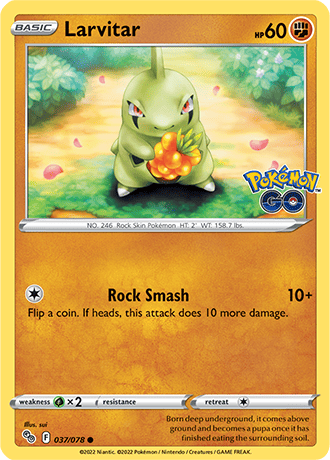 BASIC
Larvitar
HP60
Pokémon
GO
NO. 246 Rock Skin Pokémon HT: 2' WT: 158.7 lbs.
Rock Smash 10+
Flip a coin. If heads, this attack does 10 more damage.
weakness ×2 resistance retreat
Illus. sui
F 037/078
Born deep underground, it comes above
ground and becomes a pupa once it has
finished eating the surrounding soil.
©2022 Niantic. ©2022 Pokémon / Nintendo / Creatures / GAME FREAK.